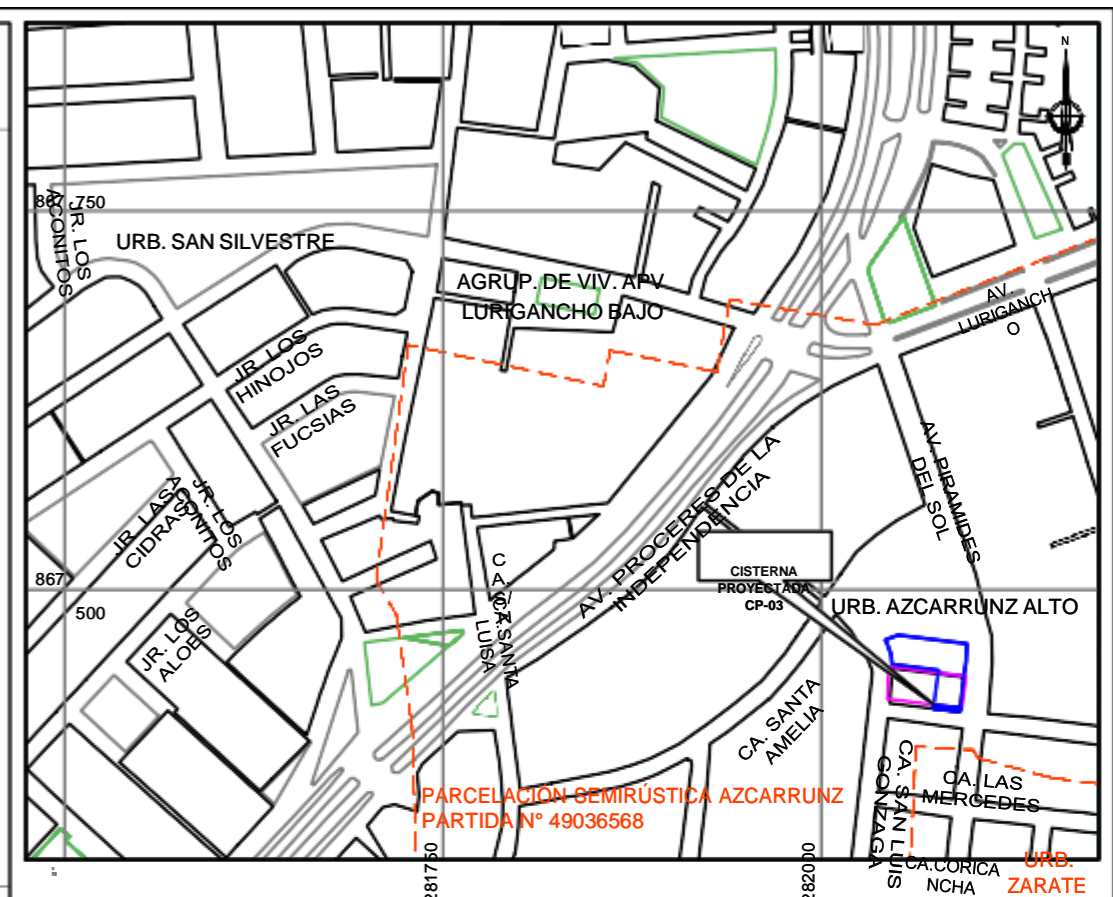 N
867 750
JR. LOS
ACONITOS
URB. SAN SILVESTRE
AGRUP. DE VIV. APV
LURIGANCHO BAJO
AV.
LURIGANCH
O
JR. LOS
HINOJOS
JR. LAS
FUCSIAS
AV. PIRAMIDES
DEL SOL
JR. LAS
CIDRAS
JR. LOS
ACONITOS
AV. PROCERES DE LA
INDEPENDENCIA
CISTERNA
PROYECTADA
CP-03
867
500
URB. AZCARRUNZ ALTO
JR. LOS
ALOES
CA. SANTA
LUISA
CA. SANTA
AMELIA
CA. SAN LUIS
GONZAGA
CA. LAS
MERCEDES
PARCELACIÓN SEMIRÚSTICA AZCARRUNZ
PARTIDA N° 49036568
281750
282000
CA.CORICA
NCHA
URB.
ZARATE